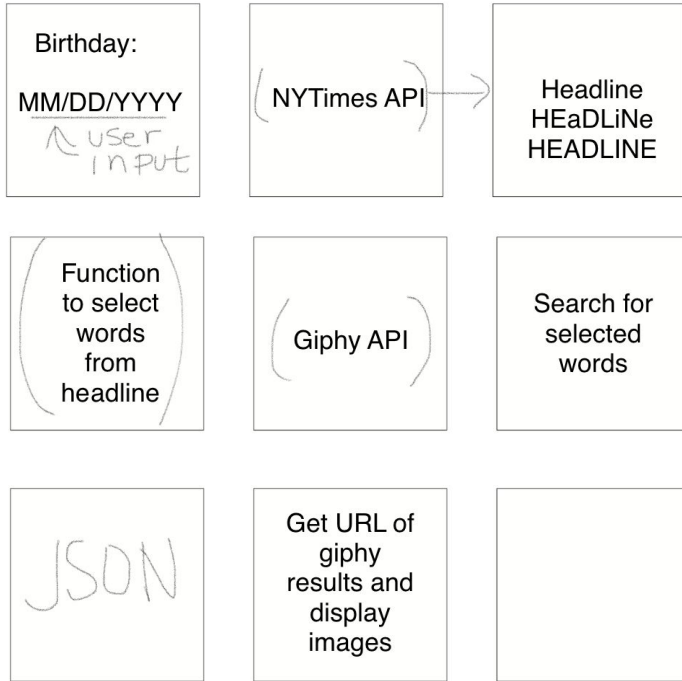 Birthday:
MM/DD/YYYY
user
input
(NYTimes API)
Headline
HEaDLiNe
HEADLINE
(Function
to select
words
from
headline)
(Giphy API)
Search for
selected
words
JSON
Get URL of
giphy
results and
display
images